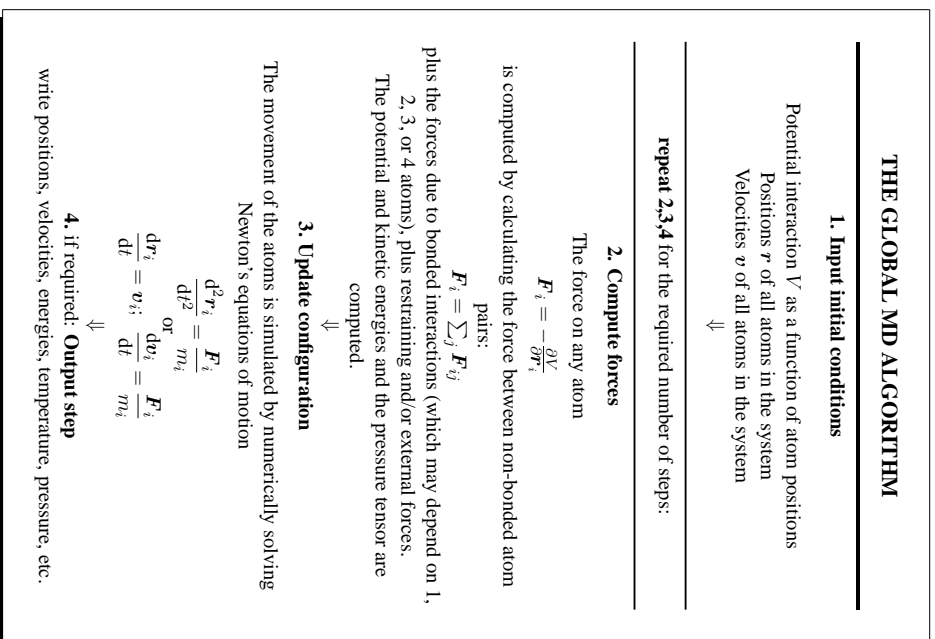 THE GLOBAL MD ALGORITHM
1. Input initial conditions
Potential interaction V as a function of atom positions
Positions r of all atoms in the system
Velocities v of all atoms in the system
⇓
repeat 2,3,4 for the required number of steps:
2. Compute forces
The force on any atom
F_i = −∂V/∂r_i
is computed by calculating the force between non-bonded atom
pairs:
F_i = ∑_j F_ij
plus the forces due to bonded interactions (which may depend on 1,
2, 3, or 4 atoms), plus restraining and/or external forces.
The potential and kinetic energies and the pressure tensor are
computed.
⇓
3. Update configuration
The movement of the atoms is simulated by numerically solving
Newton's equations of motion
d²r_i/dt² = F_i/m_i
or
dr_i/dt = v_i; dv_i/dt = F_i/m_i
⇓
4. if required: Output step
write positions, velocities, energies, temperature, pressure, etc.